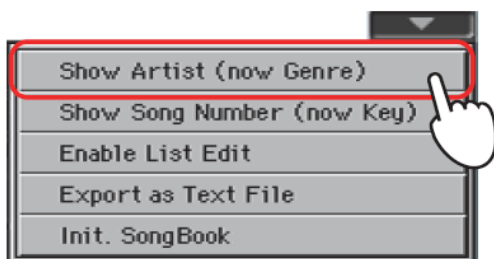 Show Artist (now Genre)
Show Song Number (now Key)
Enable List Edit
Export as Text File
Init. SongBook